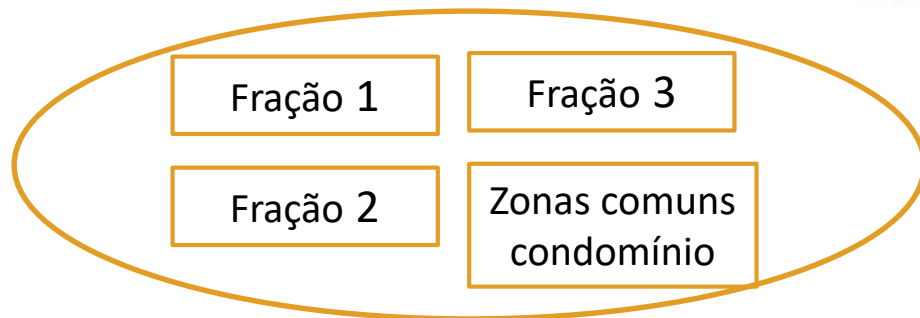 Fração 1
Fração 3
Fração 2
Zonas comuns
condomínio